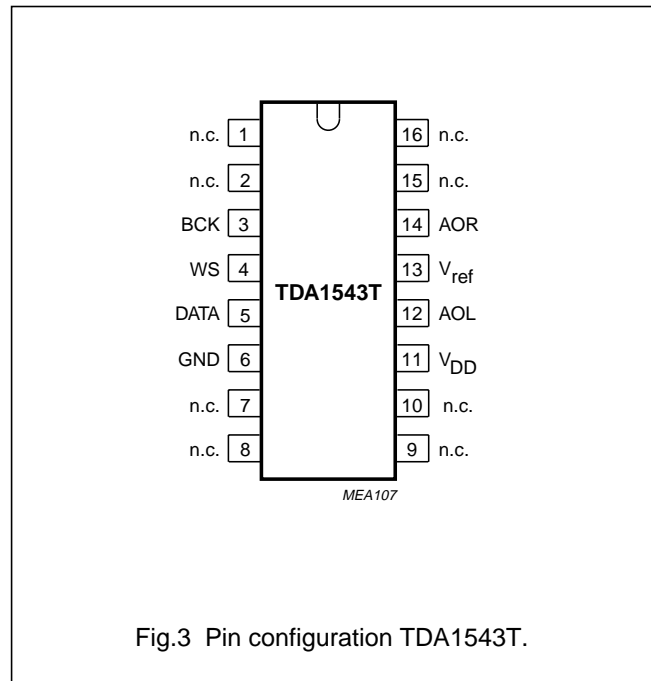 n.c. 1 16 n.c.
n.c. 2 15 n.c.
BCK 3 14 AOR
WS 4 13 Vref
TDA1543T
DATA 5 12 AOL
GND 6 11 VDD
n.c. 7 10 n.c.
n.c. 8 9 n.c.
MEA107
Fig.3 Pin configuration TDA1543T.